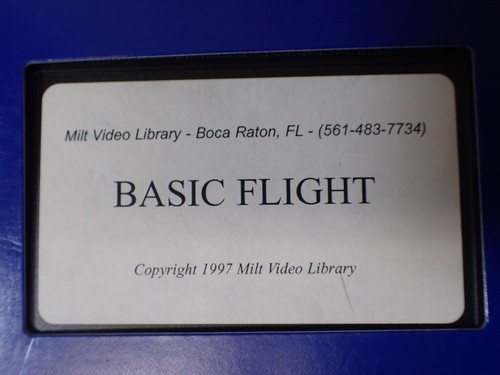 Milt Video Library - Boca Raton, FL - (561-483-7734)
BASIC FLIGHT
Copyright 1997 Milt Video Library